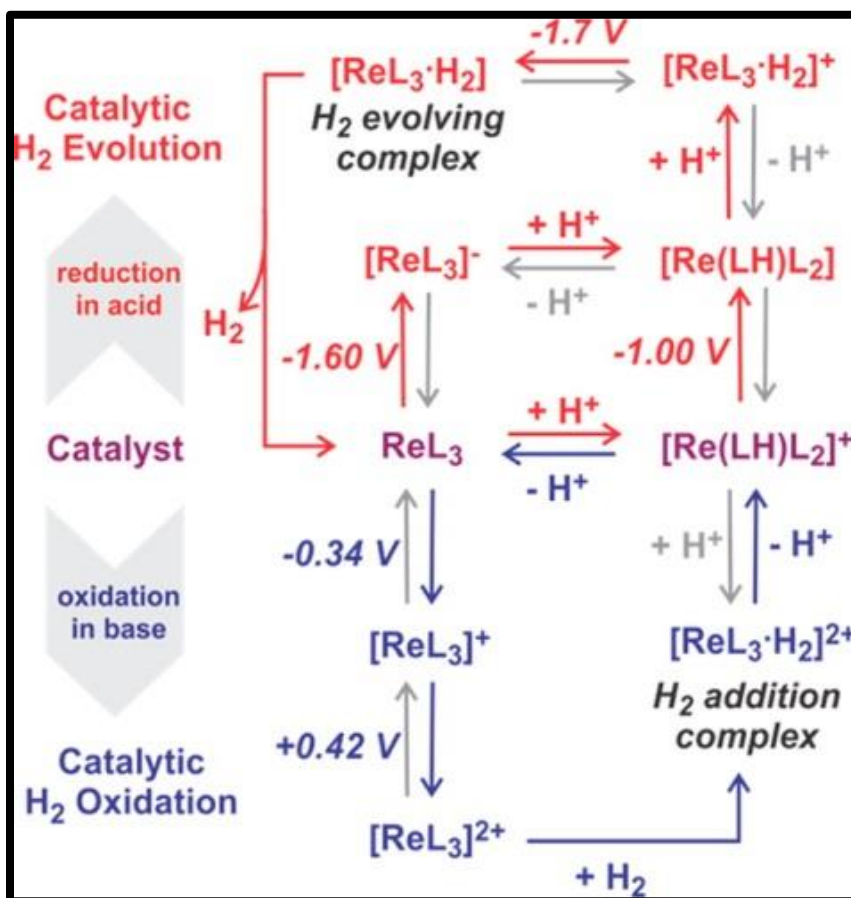 -1.7 V
[ReL₃·H₂]
[ReL₃·H₂]⁺
Catalytic
H₂ Evolution
H₂ evolving
complex
+ H⁺
- H⁺
+ H⁺
[ReL₃]⁻
[Re(LH)L₂]
- H⁺
reduction
in acid
H₂
-1.60 V
-1.00 V
+ H⁺
Catalyst
ReL₃
[Re(LH)L₂]⁺
- H⁺
-0.34 V
+ H⁺
- H⁺
oxidation
in base
[ReL₃]⁺
[ReL₃·H₂]²⁺
H₂ addition
complex
+0.42 V
Catalytic
H₂ Oxidation
[ReL₃]²⁺
+ H₂